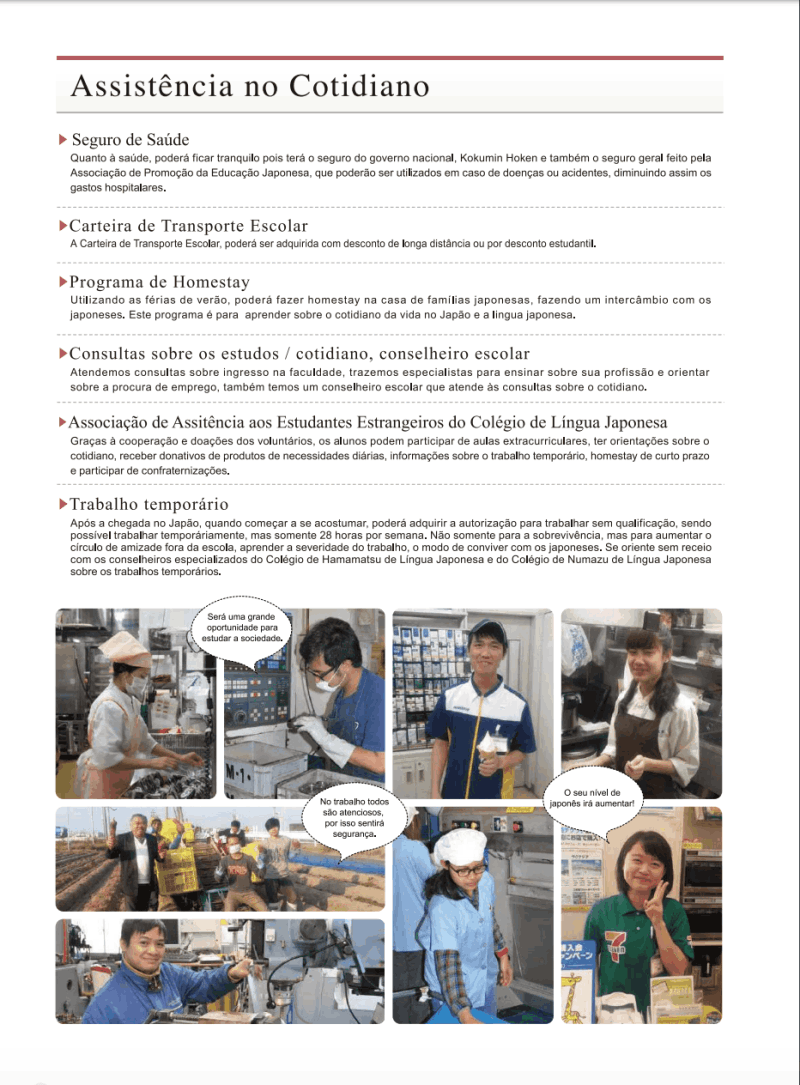 Assistência no Cotidiano
Seguro de Saúde
Quanto à saúde, poderá ficar tranquilo pois terá o seguro do governo nacional, Kokumin Hoken e também o seguro geral feito pela
Associação de Promoção da Educação Japonesa, que poderão ser utilizados em caso de doenças ou acidentes, diminuindo assim os
gastos hospitalares.
Carteira de Transporte Escolar
A Carteira de Transporte Escolar, poderá ser adquirida com desconto de longa distância ou por desconto estudantil.
Programa de Homestay
Utilizando as férias de verão, poderá fazer homestay na casa de famílias japonesas, fazendo um intercâmbio com os
japoneses. Este programa é para aprender sobre o cotidiano da vida no Japão e a lingua japonesa.
Consultas sobre os estudos / cotidiano, conselheiro escolar
Atendemos consultas sobre ingresso na faculdade, trazemos especialistas para ensinar sobre sua profissão e orientar
sobre a procura de emprego, também temos um conselheiro escolar que atende às consultas sobre o cotidiano.
Associação de Assitência aos Estudantes Estrangeiros do Colégio de Língua Japonesa
Graças à cooperação e doações dos voluntários, os alunos podem participar de aulas extracurriculares, ter orientações sobre o
cotidiano, receber donativos de produtos de necessidades diárias, informações sobre o trabalho temporário, homestay de curto prazo
e participar de confraternizações.
Trabalho temporário
Após a chegada no Japão, quando começar a se acostumar, poderá adquirir a autorização para trabalhar sem qualificação, sendo
possível trabalhar temporáriamente, mas somente 28 horas por semana. Não somente para a sobrevivência, mas para aumentar o
círculo de amizade fora da escola, aprender a severidade do trabalho, o modo de conviver com os japoneses. Se oriente sem receio
com os conselheiros especializados do Colégio de Hamamatsu de Língua Japonesa e do Colégio de Numazu de Língua Japonesa
sobre os trabalhos temporários.
Será uma grande
oportunidade para
estudar a sociedade.
M·1·
No trabalho todos
são atenciosos,
por isso sentirá
segurança.
O seu nível de
japonês irá aumentar!
7